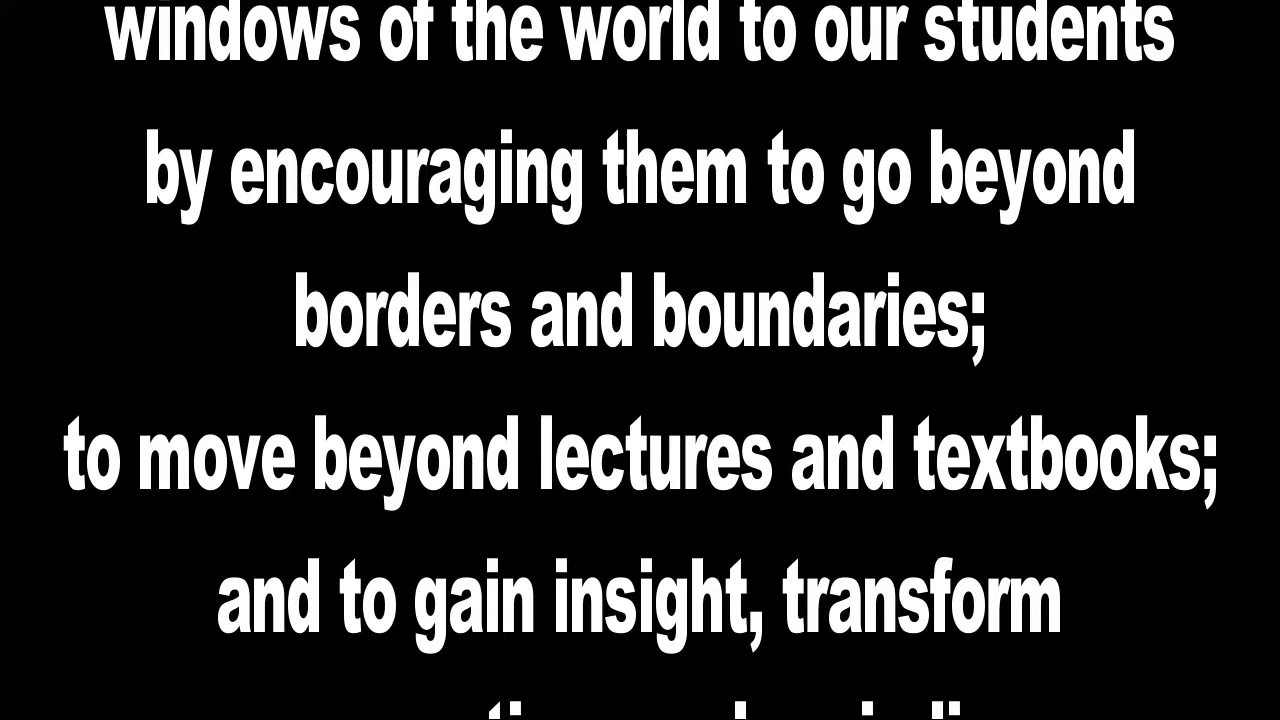 windows of the world to our students
by encouraging them to go beyond
borders and boundaries;
to move beyond lectures and textbooks;
and to gain insight, transform